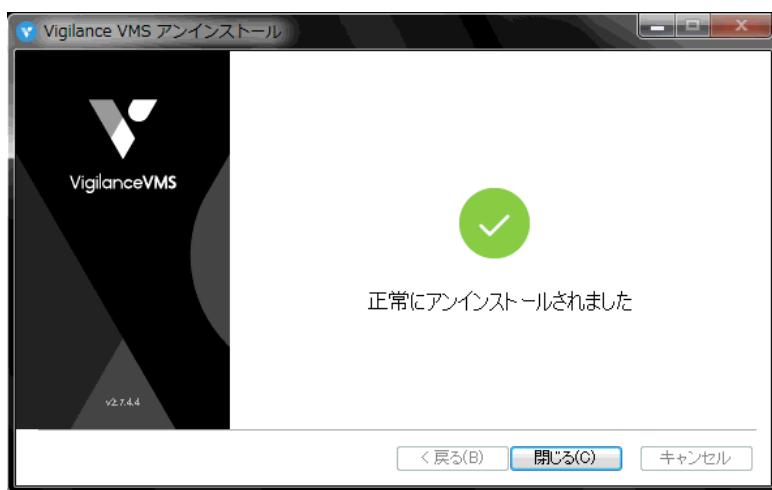 Vigilance VMS アンインストール
VigilanceVMS
正常にアンインストールされました
v2.7.4.4
< 戻る(B)
閉じる(C)
キャンセル